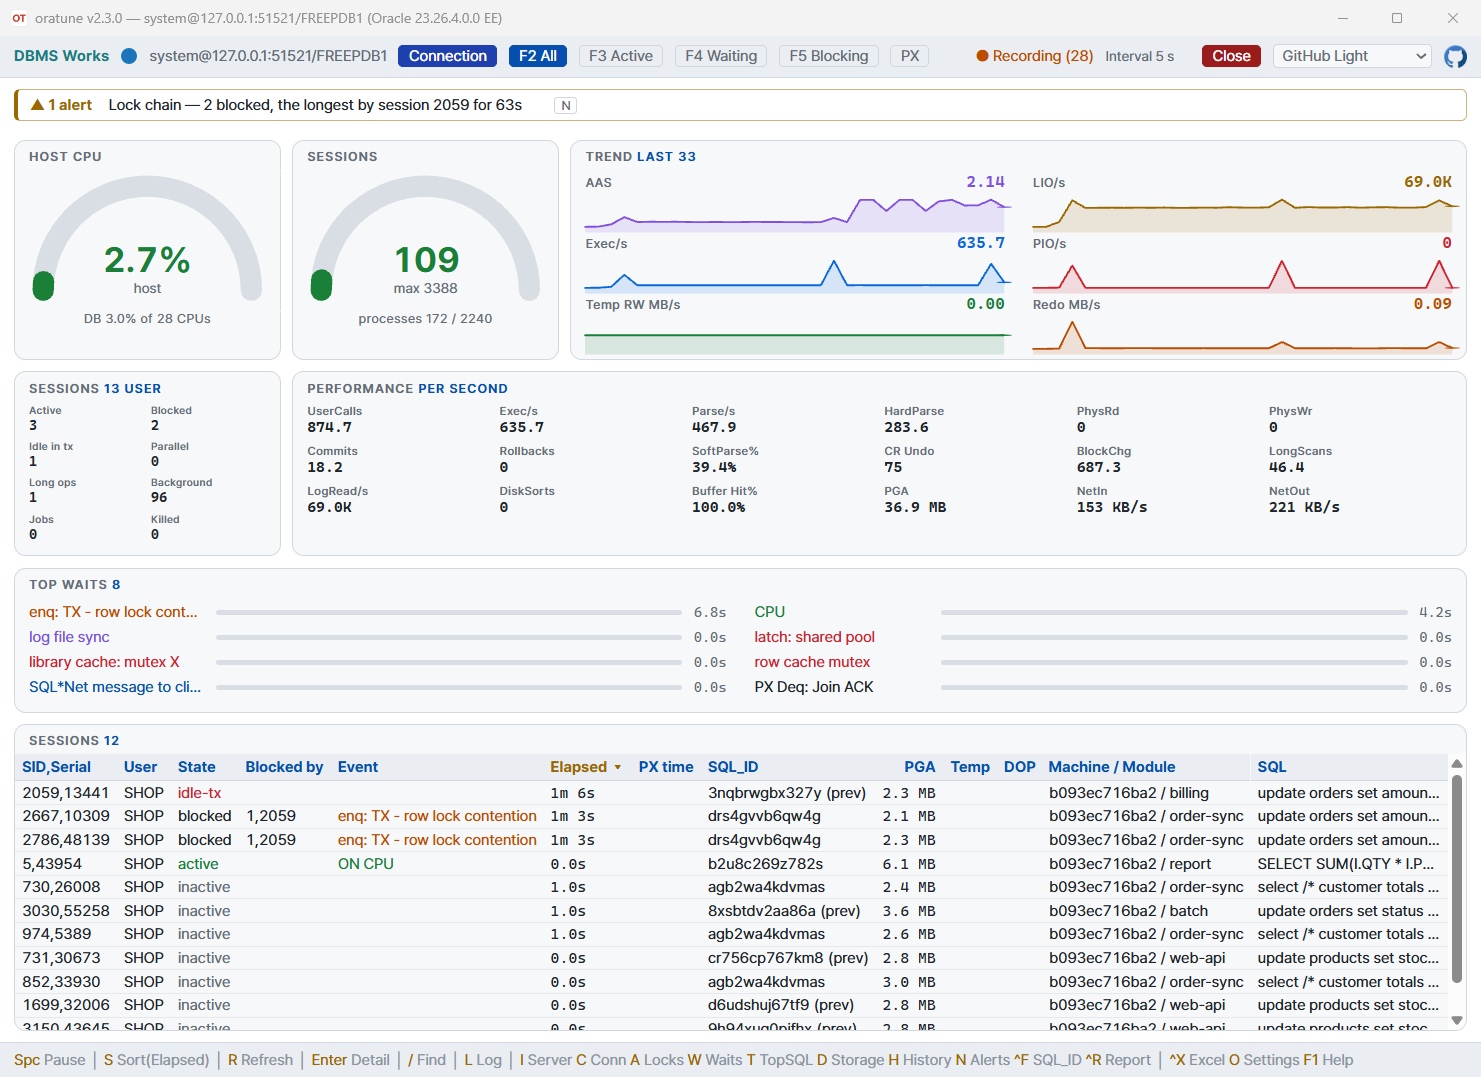 OT oratune v2.3.0 — system@127.0.0.1:51521/FREEPDB1 (Oracle 23.26.4.0.0 EE)
DBMS Works system@127.0.0.1:51521/FREEPDB1 Connection F2 All F3 Active F4 Waiting F5 Blocking PX Recording (28) Interval 5 s Close GitHub Light
1 alert Lock chain — 2 blocked, the longest by session 2059 for 63s N
HOST CPU
2.7%
host
DB 3.0% of 28 CPUs
SESSIONS
109
max 3388
processes 172 / 2240
TREND LAST 33
AAS 2.14
LIO/s 69.0K
Exec/s 635.7
PIO/s 0
Temp RW MB/s 0.00
Redo MB/s 0.09
SESSIONS 13 USER
Active Blocked
3 2
Idle in tx Parallel
1 0
Long ops Background
1 96
Jobs Killed
0 0
PERFORMANCE PER SECOND
UserCalls Exec/s Parse/s HardParse PhysRd PhysWr
874.7 635.7 467.9 283.6 0 0
Commits Rollbacks SoftParse% CR Undo BlockChg LongScans
18.2 0 39.4% 75 687.3 46.4
LogRead/s DiskSorts Buffer Hit% PGA NetIn NetOut
69.0K 0 100.0% 36.9 MB 153 KB/s 221 KB/s
TOP WAITS 8
enq: TX - row lock cont... 6.8s CPU 4.2s
log file sync 0.0s latch: shared pool 0.0s
library cache: mutex X 0.0s row cache mutex 0.0s
SQL*Net message to cli... 0.0s PX Deq: Join ACK 0.0s
SESSIONS 12
SID,Serial User State Blocked by Event Elapsed PX time SQL_ID PGA Temp DOP Machine / Module SQL
2059,13441 SHOP idle-tx 1m 6s 3nqbrwgbx327y (prev) 2.3 MB b093ec716ba2 / billing update orders set amoun...
2667,10309 SHOP blocked 1,2059 enq: TX - row lock contention 1m 3s drs4gvvb6qw4g 2.1 MB b093ec716ba2 / order-sync update orders set amoun...
2786,48139 SHOP blocked 1,2059 enq: TX - row lock contention 1m 3s drs4gvvb6qw4g 2.3 MB b093ec716ba2 / order-sync update orders set amoun...
5,43954 SHOP active ON CPU 0.0s b2u8c269z782s 6.1 MB b093ec716ba2 / report SELECT SUM(I.QTY * I.P...
730,26008 SHOP inactive 1.0s agb2wa4kdvmas 2.4 MB b093ec716ba2 / order-sync select /* customer totals ...
3030,55258 SHOP inactive 1.0s 8xsbtdv2aa86a (prev) 3.6 MB b093ec716ba2 / batch update orders set status ...
974,5389 SHOP inactive 1.0s agb2wa4kdvmas 2.6 MB b093ec716ba2 / order-sync select /* customer totals ...
731,30673 SHOP inactive 0.0s cr756cp767km8 (prev) 2.8 MB b093ec716ba2 / web-api update products set stoc...
852,33930 SHOP inactive 0.0s agb2wa4kdvmas 3.0 MB b093ec716ba2 / order-sync select /* customer totals ...
1699,32006 SHOP inactive 0.0s d6udshuj67tf9 (prev) 2.8 MB b093ec716ba2 / web-api update products set stoc...
3150,43645 SHOP inactive 0.0s (prev) 2.8 MB b093ec716ba2 / web-api update products set stoc...
Spc Pause | S Sort(Elapsed) | R Refresh | Enter Detail | / Find | L Log | I Server C Conn A Locks W Waits T TopSQL D Storage H History N Alerts ^F SQL_ID ^R Report | ^X Excel O Settings F1 Help